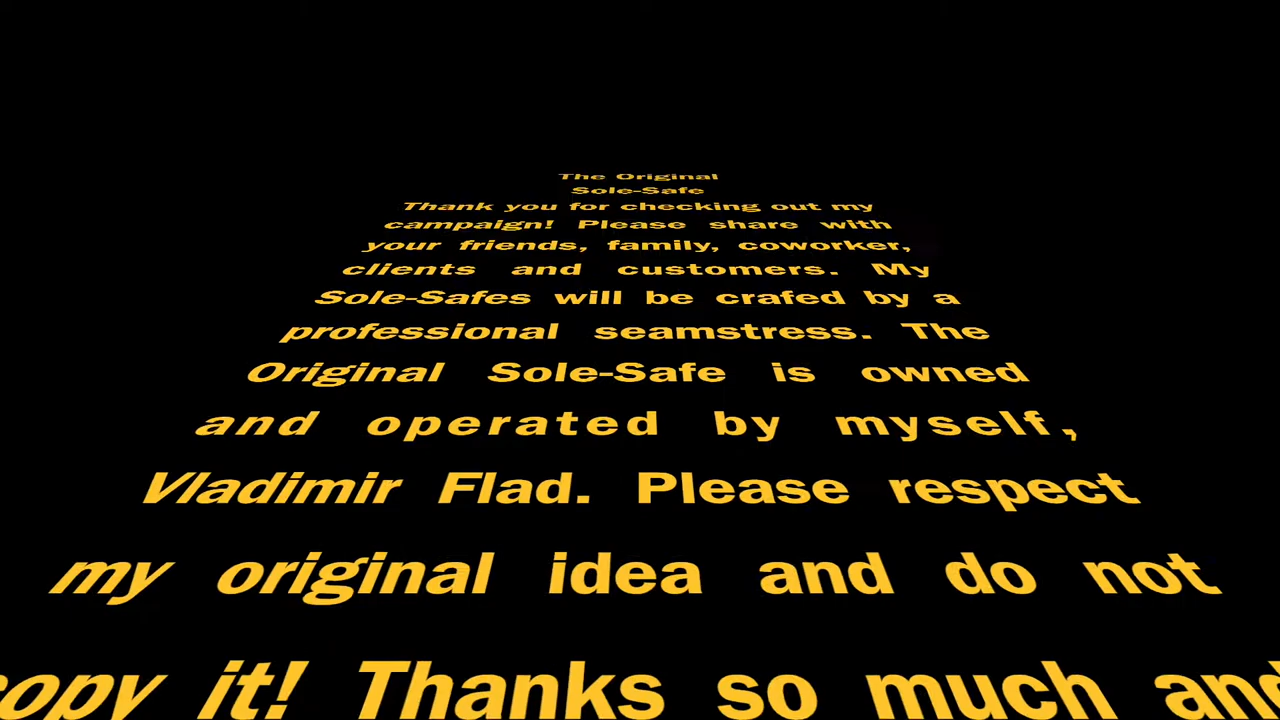 The Original
Sole-Safe
Thank you for checking out my
campaign! Please share with
your friends, family, coworker,
clients and customers. My
Sole-Safes will be crafed by a
professional seamstress. The
Original Sole-Safe is owned
and operated by myself,
Vladimir Flad. Please respect
my original idea and do not
copy it! Thanks so much and